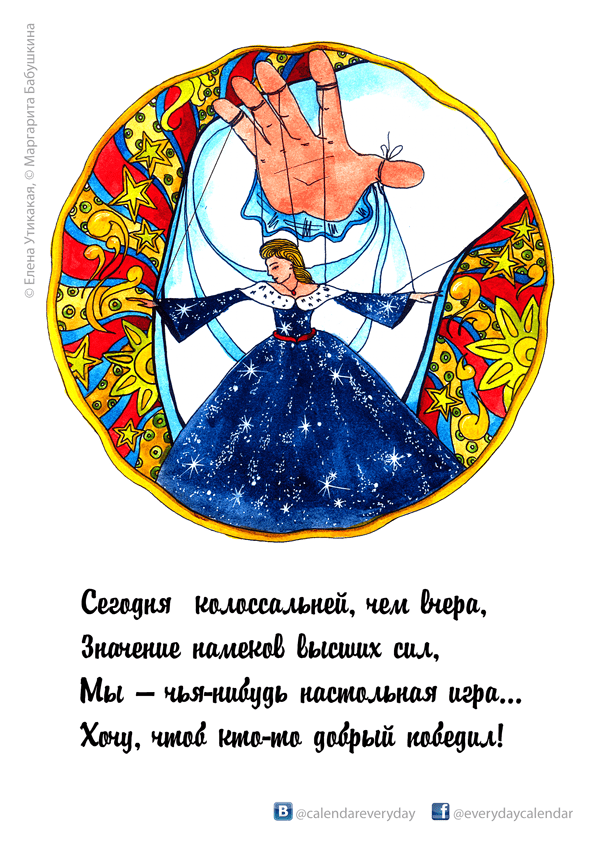 © Елена Утикакая, © Маргарита Бабушкина
Сегодня колоссальней, чем вчера,
Значение намеков высших сил,
Мы – чья-нибудь настольная игра...
Хочу, чтоб кто-то добрый победил!
В @calendareveryday f @everydaycalendar